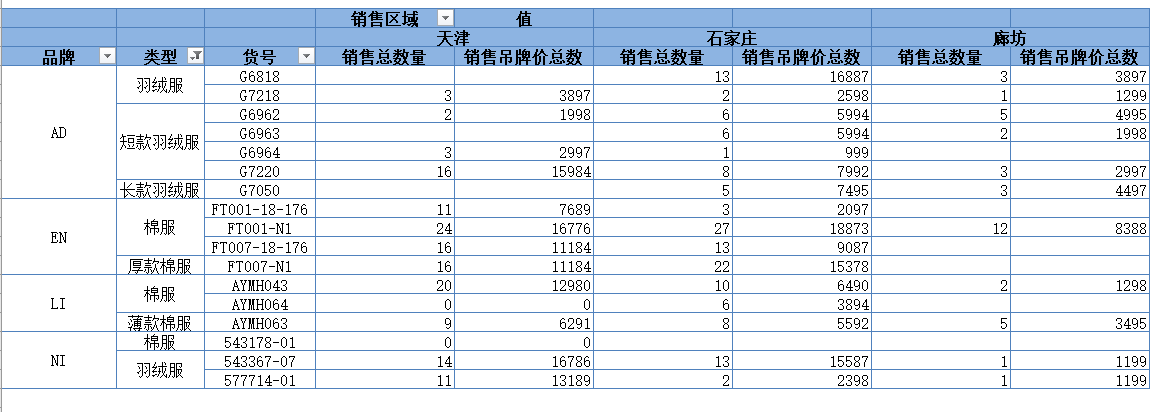 销售区域 值
天津 石家庄 廊坊
品牌 类型 货号 销售总数量 销售吊牌价总数 销售总数量 销售吊牌价总数 销售总数量 销售吊牌价总数
AD 羽绒服 G6818 13 16887 3 3897
G7218 3 3897 2 2598 1 1299
短款羽绒服 G6962 2 1998 6 5994 5 4995
G6963 6 5994 2 1998
G6964 3 2997 1 999
G7220 16 15984 8 7992 3 2997
长款羽绒服 G7050 5 7495 3 4497
EN 棉服 FT001-18-176 11 7689 3 2097
FT001-N1 24 16776 27 18873 12 8388
FT007-18-176 16 11184 13 9087
厚款棉服 FT007-N1 16 11184 22 15378
LI 棉服 AYMH043 20 12980 10 6490 2 1298
AYMH064 0 0 6 3894
薄款棉服 AYMH063 9 6291 8 5592 5 3495
NI 棉服 543178-01 0 0
羽绒服 543367-07 14 16786 13 15587 1 1199
577714-01 11 13189 2 2398 1 1199